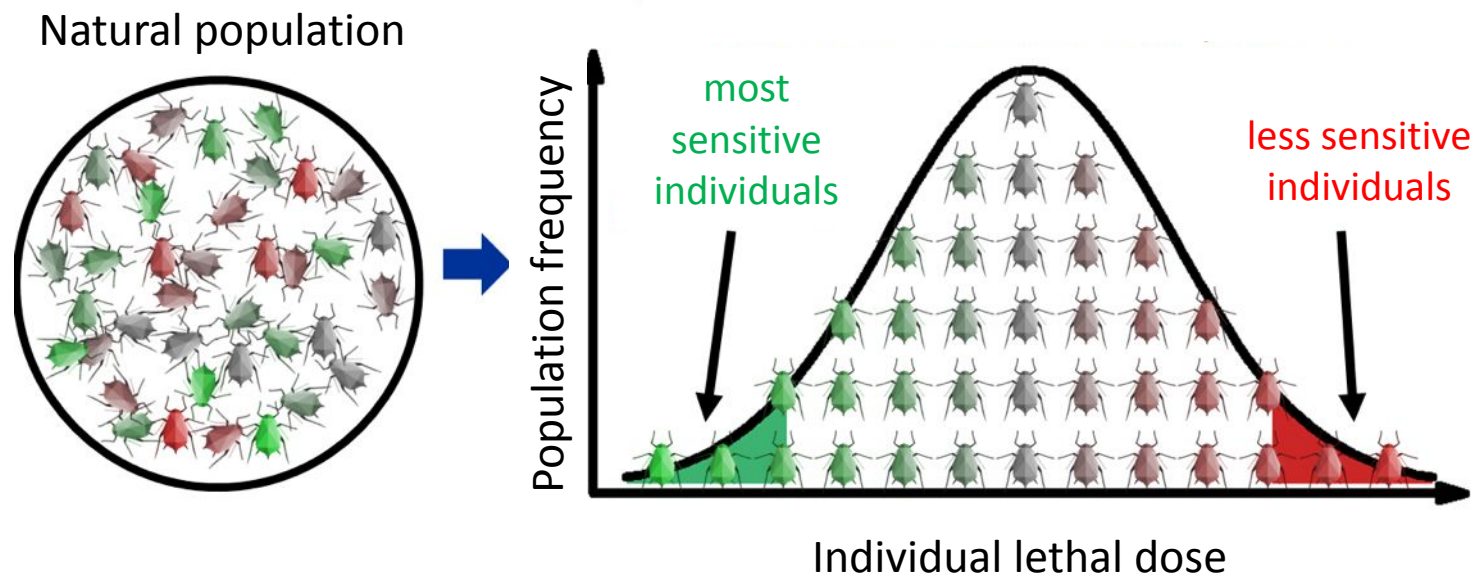 Natural population
Population frequency
most
sensitive
individuals
less sensitive
individuals
Individual lethal dose